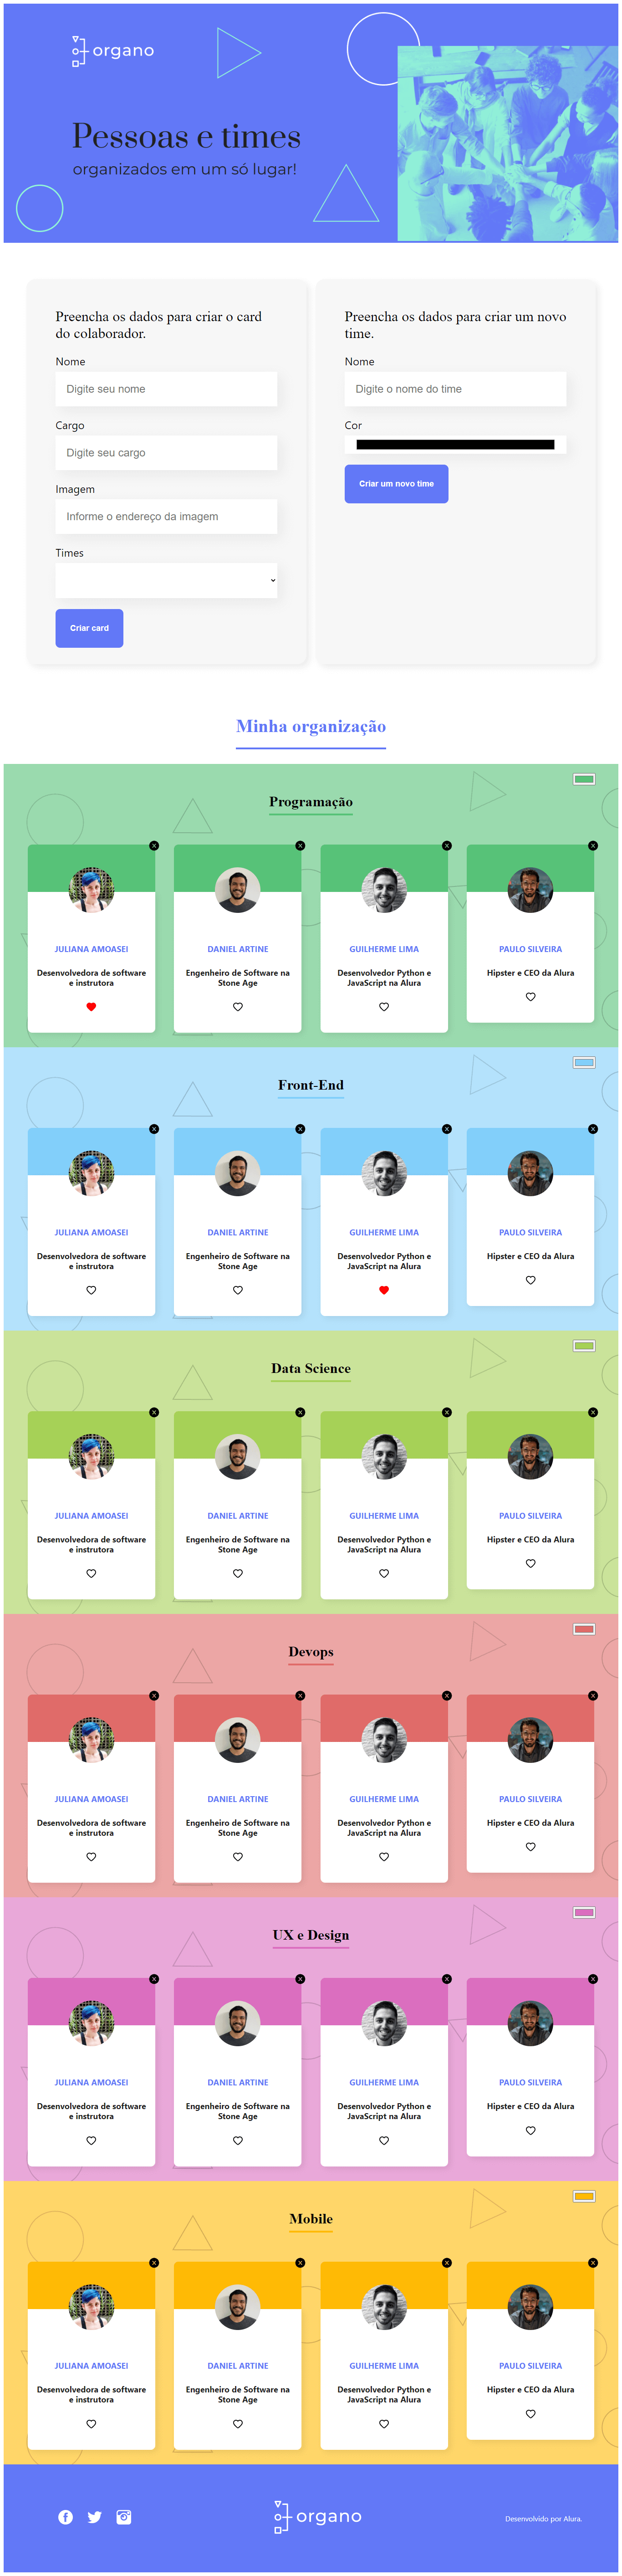 organo
Pessoas e times
organizados em um só lugar!
Preencha os dados para criar o card
do colaborador.
Nome
Digite seu nome
Cargo
Digite seu cargo
Imagem
Informe o endereço da imagem
Times
Criar card
Preencha os dados para criar um novo
time.
Nome
Digite o nome do time
Cor
Criar um novo time
Minha organização
Programação
JULIANA AMOASEI
Desenvolvedora de software
e instrutora
DANIEL ARTINE
Engenheiro de Software na
Stone Age
GUILHERME LIMA
Desenvolvedor Python e
JavaScript na Alura
PAULO SILVEIRA
Hipster e CEO da Alura
Front-End
JULIANA AMOASEI
Desenvolvedora de software
e instrutora
DANIEL ARTINE
Engenheiro de Software na
Stone Age
GUILHERME LIMA
Desenvolvedor Python e
JavaScript na Alura
PAULO SILVEIRA
Hipster e CEO da Alura
Data Science
JULIANA AMOASEI
Desenvolvedora de software
e instrutora
DANIEL ARTINE
Engenheiro de Software na
Stone Age
GUILHERME LIMA
Desenvolvedor Python e
JavaScript na Alura
PAULO SILVEIRA
Hipster e CEO da Alura
Devops
JULIANA AMOASEI
Desenvolvedora de software
e instrutora
DANIEL ARTINE
Engenheiro de Software na
Stone Age
GUILHERME LIMA
Desenvolvedor Python e
JavaScript na Alura
PAULO SILVEIRA
Hipster e CEO da Alura
UX e Design
JULIANA AMOASEI
Desenvolvedora de software
e instrutora
DANIEL ARTINE
Engenheiro de Software na
Stone Age
GUILHERME LIMA
Desenvolvedor Python e
JavaScript na Alura
PAULO SILVEIRA
Hipster e CEO da Alura
Mobile
JULIANA AMOASEI
Desenvolvedora de software
e instrutora
DANIEL ARTINE
Engenheiro de Software na
Stone Age
GUILHERME LIMA
Desenvolvedor Python e
JavaScript na Alura
PAULO SILVEIRA
Hipster e CEO da Alura
organo
Desenvolvido por Alura.